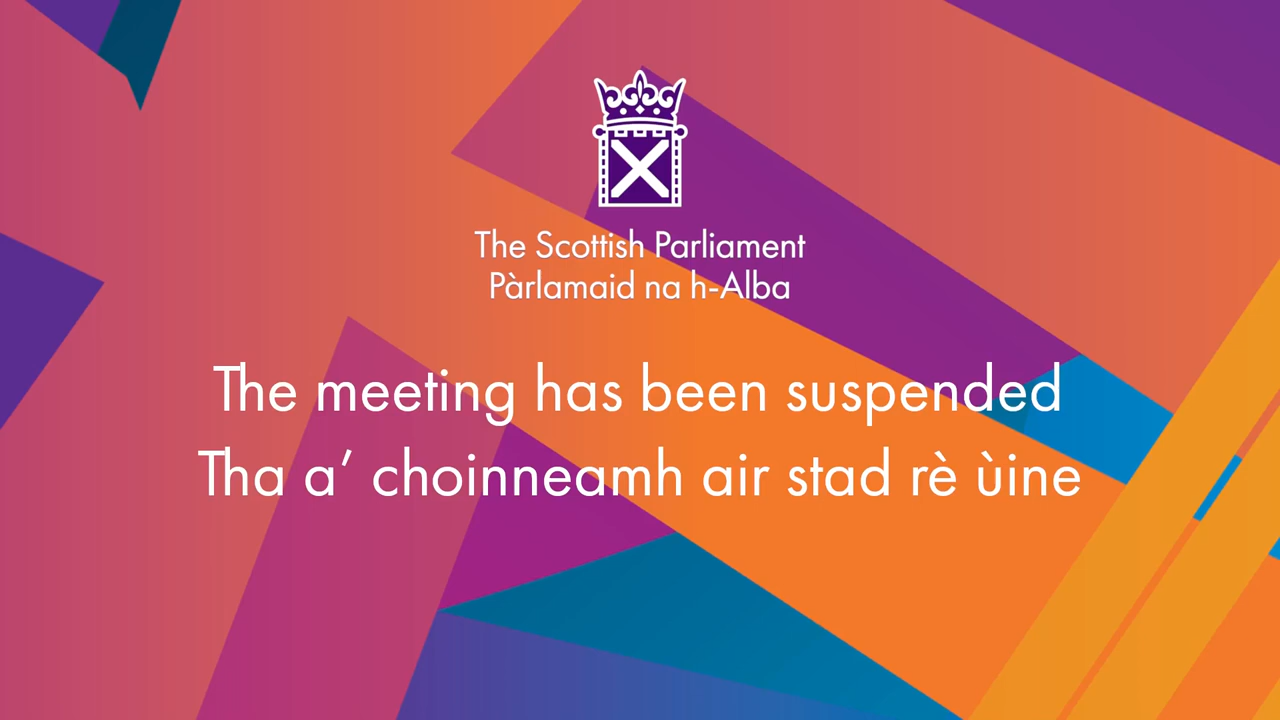 The Scottish Parliament
Pàrlamaid na h-Alba
The meeting has been suspended
Tha a’ choinneamh air stad rè ùine